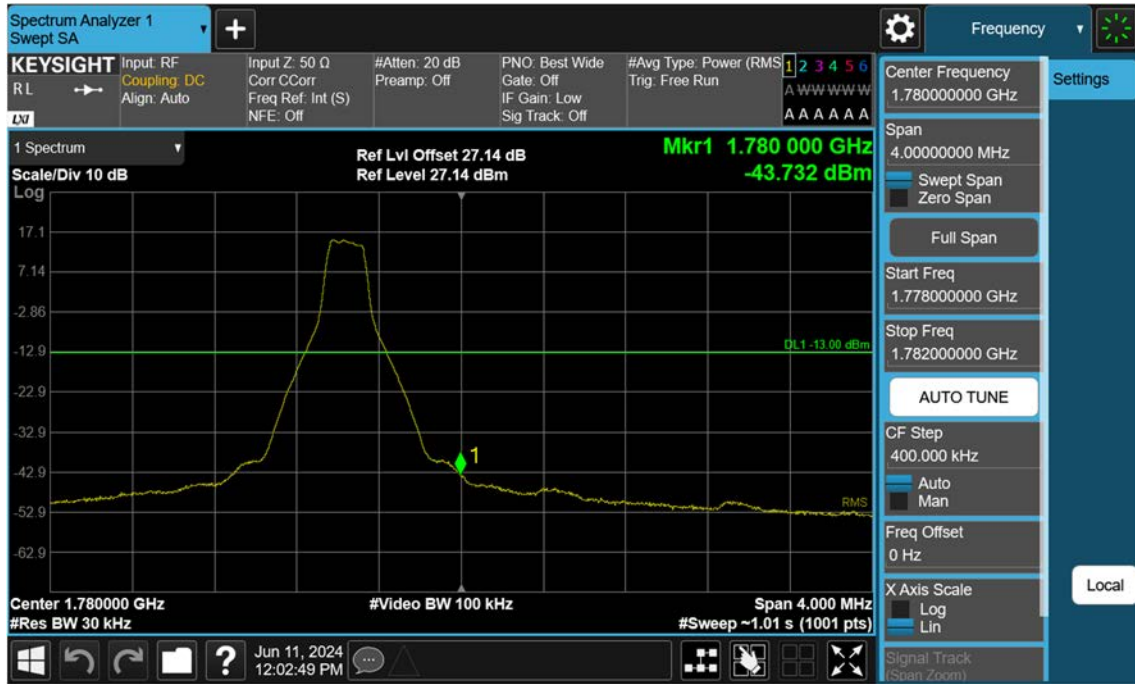 Spectrum Analyzer 1
Swept SA
Frequency
KEYSIGHT
R L
LXI
Input: RF
Coupling: DC
Align: Auto
Input Z: 50 Ω
Corr CCorr
Freq Ref: Int (S)
NFE: Off
#Atten: 20 dB
Preamp: Off
PNO: Best Wide
Gate: Off
IF Gain: Low
Sig Track: Off
#Avg Type: Power (RMS
Trig: Free Run
1 2 3 4 5 6
A W W W W W
A A A A A A
1 Spectrum
Scale/Div 10 dB
Ref Lvl Offset 27.14 dB
Ref Level 27.14 dBm
Mkr1 1.780 000 GHz
-43.732 dBm
Log
17.1
7.14
-2.86
-12.9
-22.9
-32.9
-42.9
-52.9
-62.9
DL1 -13.00 dBm
1
RMS
Center 1.780000 GHz
#Video BW 100 kHz
Span 4.000 MHz
#Res BW 30 kHz
#Sweep ~1.01 s (1001 pts)
Center Frequency
1.780000000 GHz
Settings
Span
4.00000000 MHz
Swept Span
Zero Span
Full Span
Start Freq
1.778000000 GHz
Stop Freq
1.782000000 GHz
AUTO TUNE
CF Step
400.000 kHz
Auto
Man
Freq Offset
0 Hz
X Axis Scale
Log
Lin
Local
Signal Track
(Span Zoom)
?
Jun 11, 2024
12:02:49 PM